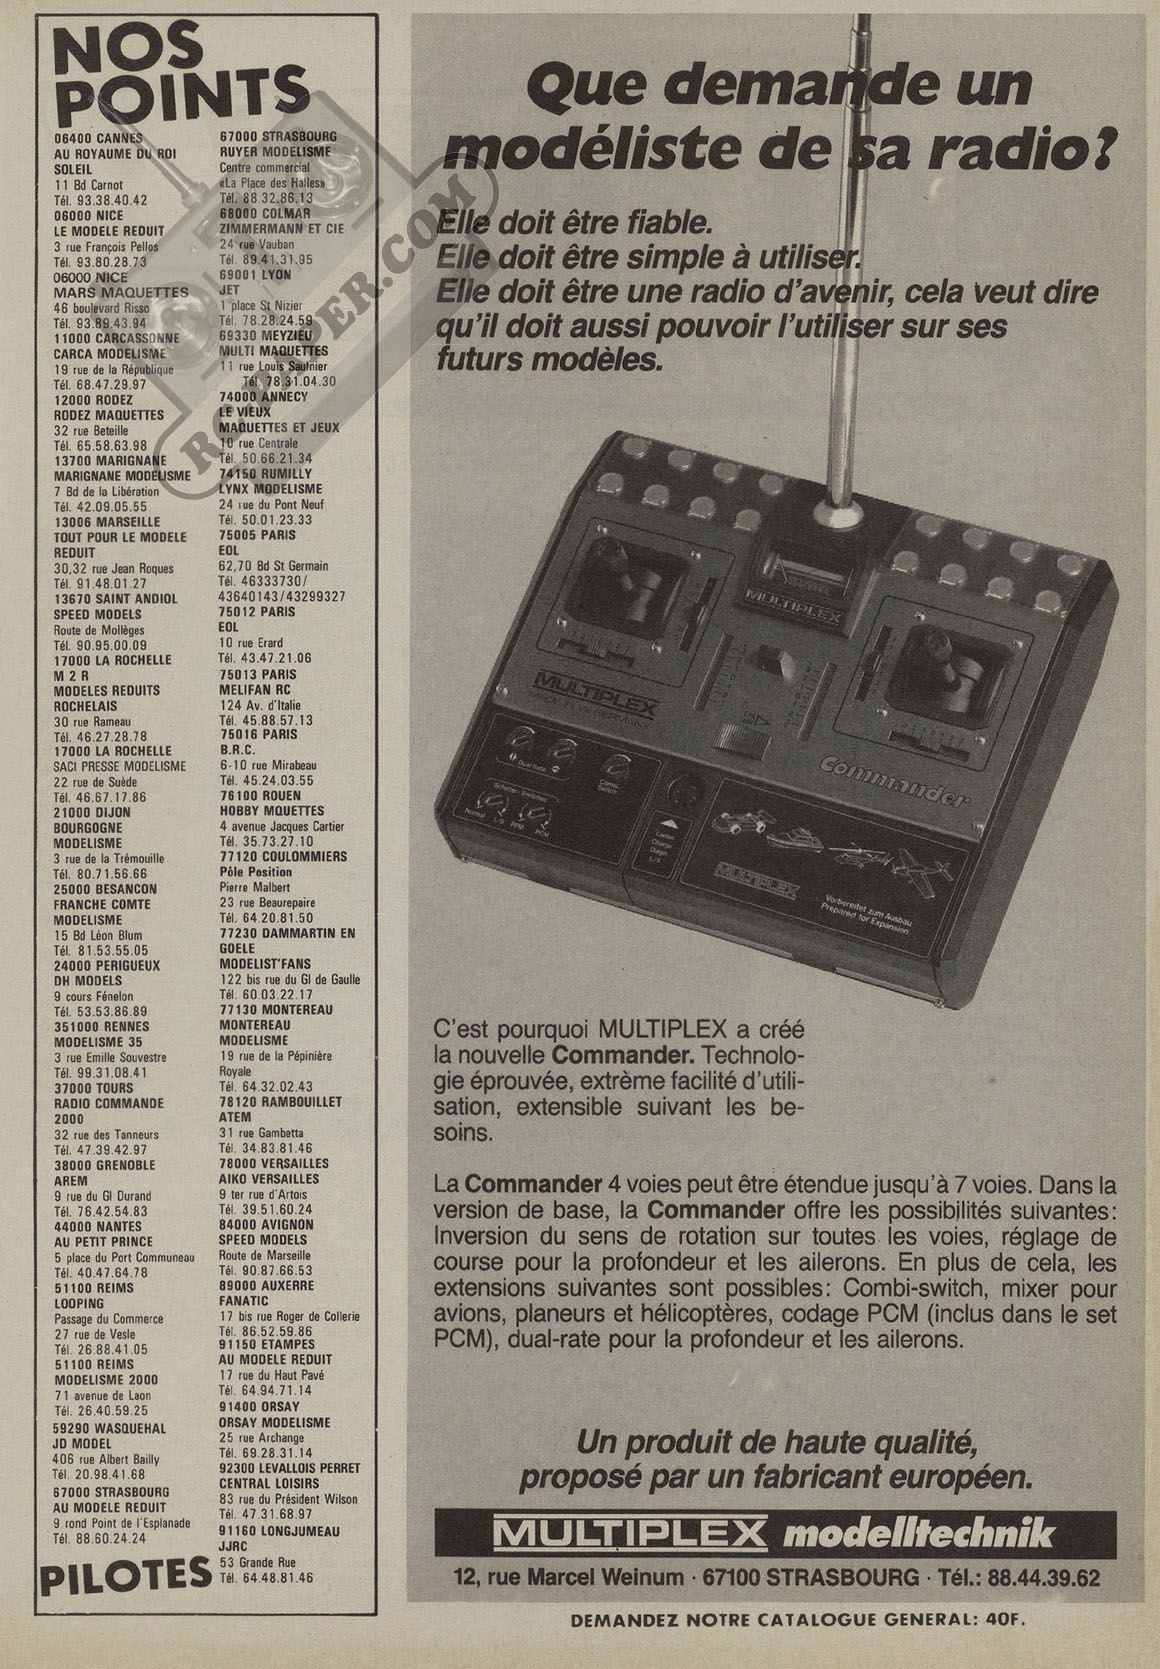 NOS
POINTS
06400 CANNES
AU ROYAUME DU ROI
SOLEIL
11 Bd Carnot
Tél. 93.38.40.42
06000 NICE
LE MODELE REDUIT
3 rue François Pellos
Tél. 93.80.28.73
06000 NICE
MARS MAQUETTES
46 boulevard Risso
Tél. 93.89.43.94
11000 CARCASSONNE
CARCA MODELISME
19 rue de la République
Tél. 68.47.29.97
12000 RODEZ
RODEZ MAQUETTES
32 rue Beteille
Tél. 65.58.63.98
13700 MARIGNANE
MARIGNANE MODELISME
7 Bd de la Libération
Tél. 42.09.05.55
13006 MARSEILLE
TOUT POUR LE MODELE
REDUIT
30,32 rue Jean Roques
Tél. 91.48.01.27
13670 SAINT ANDIOL
SPEED MODELS
Route de Mollèges
Tél. 90.95.00.09
17000 LA ROCHELLE
M 2 R
MODELES REDUITS
ROCHELAIS
30 rue Rameau
Tél. 46.27.28.78
17000 LA ROCHELLE
SACI PRESSE MODELISME
22 rue de Suède
Tél. 46.67.17.86
21000 DIJON
BOURGOGNE
MODELISME
3 rue de la Trémouille
Tél. 80.71.56.66
25000 BESANCON
FRANCHE COMTE
MODELISME
15 Bd Léon Blum
Tél. 81.53.55.05
24000 PERIGUEUX
DH MODELS
9 cours Fénelon
Tél. 53.53.86.89
351000 RENNES
MODELISME 35
3 rue Emille Souvestre
Tél. 99.31.08.41
37000 TOURS
RADIO COMMANDE
2000
32 rue des Tanneurs
Tél. 47.39.42.97
38000 GRENOBLE
AREM
9 rue du Gl Durand
Tél. 76.42.54.83
44000 NANTES
AU PETIT PRINCE
5 place du Port Communeau
Tél. 40.47.64.78
51100 REIMS
LOOPING
Passage du Commerce
27 rue de Vesle
Tél. 26.88.41.05
51100 REIMS
MODELISME 2000
71 avenue de Laon
Tél. 26.40.59.25
59290 WASQUEHAL
JD MODEL
406 rue Albert Bailly
Tél. 20.98.41.68
67000 STRASBOURG
AU MODELE REDUIT
9 rond Point de l'Esplanade
Tél. 88.60.24.24
67000 STRASBOURG
RUYER MODELISME
Centre commercial
«La Place des Halles»
Tél. 88.32.86.13
68000 COLMAR
ZIMMERMANN ET CIE
24 rue Vauban
Tél. 89.41.31.95
69001 LYON
JET
1 place St Nizier
Tél. 78.28.24.59
69330 MEYZIEU
MULTI MAQUETTES
11 rue Louis Saulnier
Tél. 78.31.04.30
74000 ANNECY
LE VIEUX
MAQUETTES ET JEUX
10 rue Centrale
Tél. 50.66.21.34
74150 RUMILLY
LYNX MODELISME
24 rue du Pont Neuf
Tél. 50.01.23.33
75005 PARIS
EOL
62,70 Bd St Germain
Tél. 46333730/
43640143/43299327
75012 PARIS
EOL
10 rue Erard
Tél. 43.47.21.06
75013 PARIS
MELIFAN RC
124 Av. d'Italie
Tél. 45.88.57.13
75016 PARIS
B.R.C.
6-10 rue Mirabeau
Tél. 45.24.03.55
76100 ROUEN
HOBBY MQUETTES
4 avenue Jacques Cartier
Tél. 35.73.27.10
77120 COULOMMIERS
Pôle Position
Pierre Malbert
23 rue Beaurepaire
Tél. 64.20.81.50
77230 DAMMARTIN EN
GOELE
MODELIST'FANS
122 bis rue du Gl de Gaulle
Tél. 60.03.22.17
77130 MONTEREAU
MONTEREAU
MODELISME
19 rue de la Pépinière
Royale
Tél. 64.32.02.43
78120 RAMBOUILLET
ATEM
31 rue Gambetta
Tél. 34.83.81.46
78000 VERSAILLES
AIKO VERSAILLES
9 ter rue d'Artois
Tél. 39.51.60.24
84000 AVIGNON
SPEED MODELS
Route de Marseille
Tél. 90.87.66.53
89000 AUXERRE
FANATIC
17 bis rue Roger de Collerie
Tél. 86.52.59.86
91150 ETAMPES
AU MODELE REDUIT
17 rue du Haut Pavé
Tél. 64.94.71.14
91400 ORSAY
ORSAY MODELISME
25 rue Archange
Tél. 69.28.31.14
92300 LEVALLOIS PERRET
CENTRAL LOISIRS
83 rue du Président Wilson
Tél. 47.31.68.97
91160 LONGJUMEAU
JJRC
53 Grande Rue
Tél. 64.48.81.46
PILOTES
RC-PAPER.COM
Que demande un
modéliste de sa radio?
Elle doit être fiable.
Elle doit être simple à utiliser.
Elle doit être une radio d'avenir, cela veut dire
qu'il doit aussi pouvoir l'utiliser sur ses
futurs modèles.
MULTIPLEX
MULTIPLEX
MADE IN W. GERMANY
Commander
Dual Rate
Combi-
Switch
Schalter / Switches
Normal L/S PPM PCM
Laden
Charge
Diagn.
L/S
MULTIPLEX
Vorbereitet zum Ausbau
Prepared for Expansion
C'est pourquoi MULTIPLEX a créé
la nouvelle Commander. Technolo-
gie éprouvée, extrème facilité d'utili-
sation, extensible suivant les be-
soins.
La Commander 4 voies peut être étendue jusqu'à 7 voies. Dans la
version de base, la Commander offre les possibilités suivantes:
Inversion du sens de rotation sur toutes les voies, réglage de
course pour la profondeur et les ailerons. En plus de cela, les
extensions suivantes sont possibles: Combi-switch, mixer pour
avions, planeurs et hélicoptères, codage PCM (inclus dans le set
PCM), dual-rate pour la profondeur et les ailerons.
Un produit de haute qualité,
proposé par un fabricant européen.
MULTIPLEX modelltechnik
12, rue Marcel Weinum · 67100 STRASBOURG · Tél.: 88.44.39.62
DEMANDEZ NOTRE CATALOGUE GENERAL: 40F.